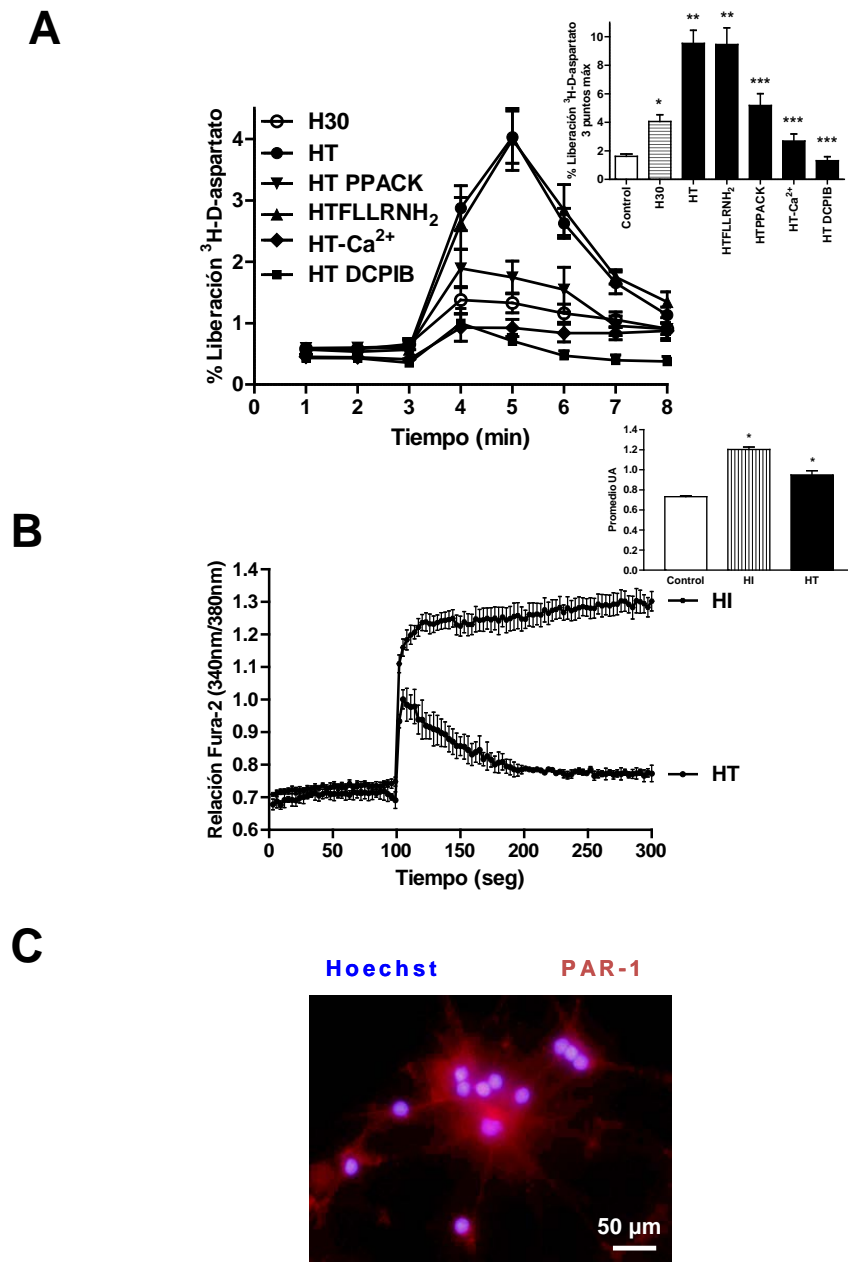 A
% Liberación ³H-D-aspartato
4
3
2
1
0
0 1 2 3 4 5 6 7 8
Tiempo (min)
H30
HT
HT PPACK
HTFLLRNH₂
HT-Ca²⁺
HT DCPIB
% Liberación ³H-D-aspartato
3 puntos máx
10
8
6
4
2
0
* ** ** *** *** ***
Control
H30
HT
HTFLLRNH₂
HTPPACK
HT-Ca²⁺
HT DCPIB
B
Promedio UA
1.4
1.2
1.0
0.8
0.6
0.4
0.2
0.0
* *
Control HI HT
Relación Fura-2 (340nm/380nm)
1.4
1.3
1.2
1.1
1.0
0.9
0.8
0.7
0.6
0 50 100 150 200 250 300
Tiempo (seg)
HI
HT
C
Hoechst PAR-1
50 µm